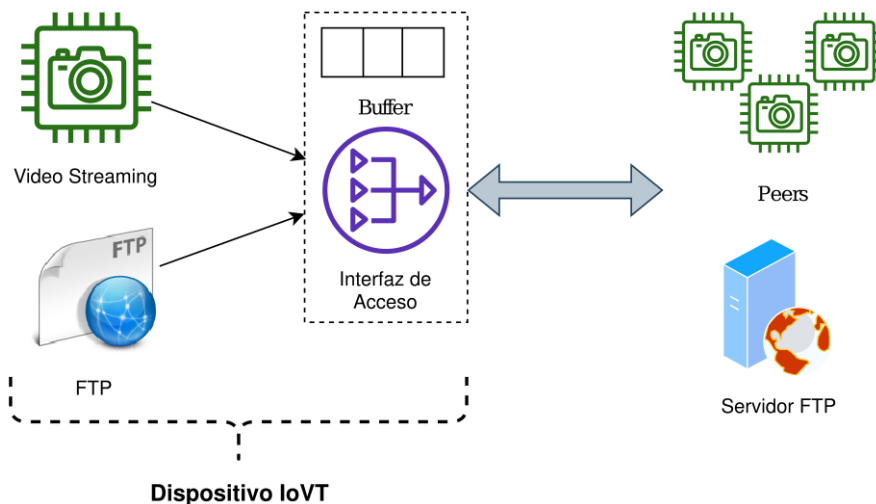 Buffer
Video Streaming
Peers
FTP
Interfaz de
Acceso
FTP
Servidor FTP
Dispositivo IoVT